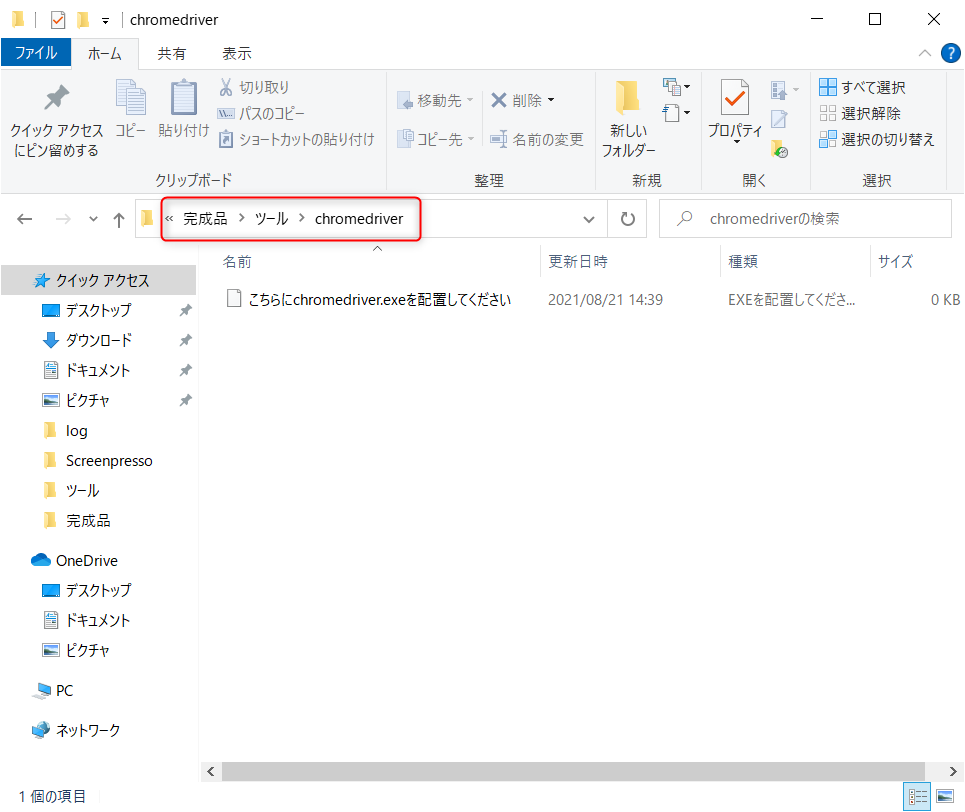 chromedriver
ファイル ホーム 共有 表示
クイック アクセス
にピン留めする
コピー
貼り付け
切り取り
パスのコピー
ショートカットの貼り付け
クリップボード
移動先
コピー先
削除
名前の変更
整理
新しい
フォルダー
新規
プロパティ
開く
すべて選択
選択解除
選択の切り替え
選択
« 完成品 > ツール > chromedriver
chromedriverの検索
名前 更新日時 種類 サイズ
こちらにchromedriver.exeを配置してください 2021/08/21 14:39 EXEを配置してくださ... 0 KB
クイック アクセス
デスクトップ
ダウンロード
ドキュメント
ピクチャ
log
Screenpresso
ツール
完成品
OneDrive
デスクトップ
ドキュメント
ピクチャ
PC
ネットワーク
1 個の項目